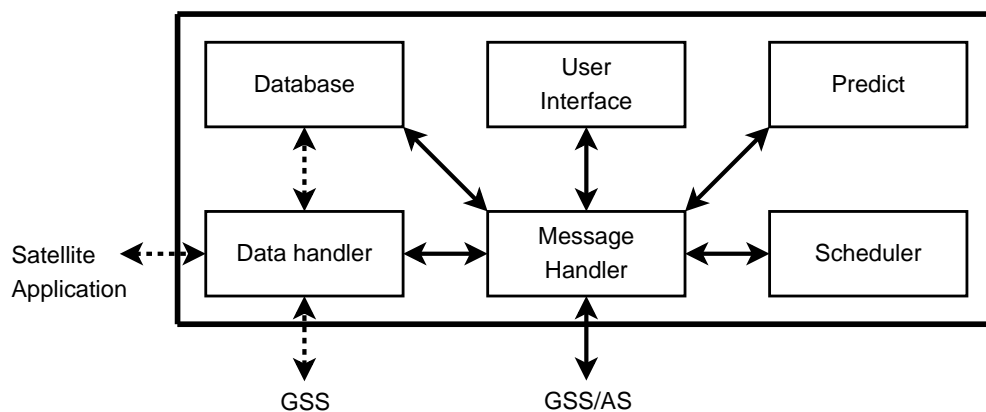 Database
User
Interface
Predict
Satellite
Application
Data handler
Message
Handler
Scheduler
GSS
GSS/AS